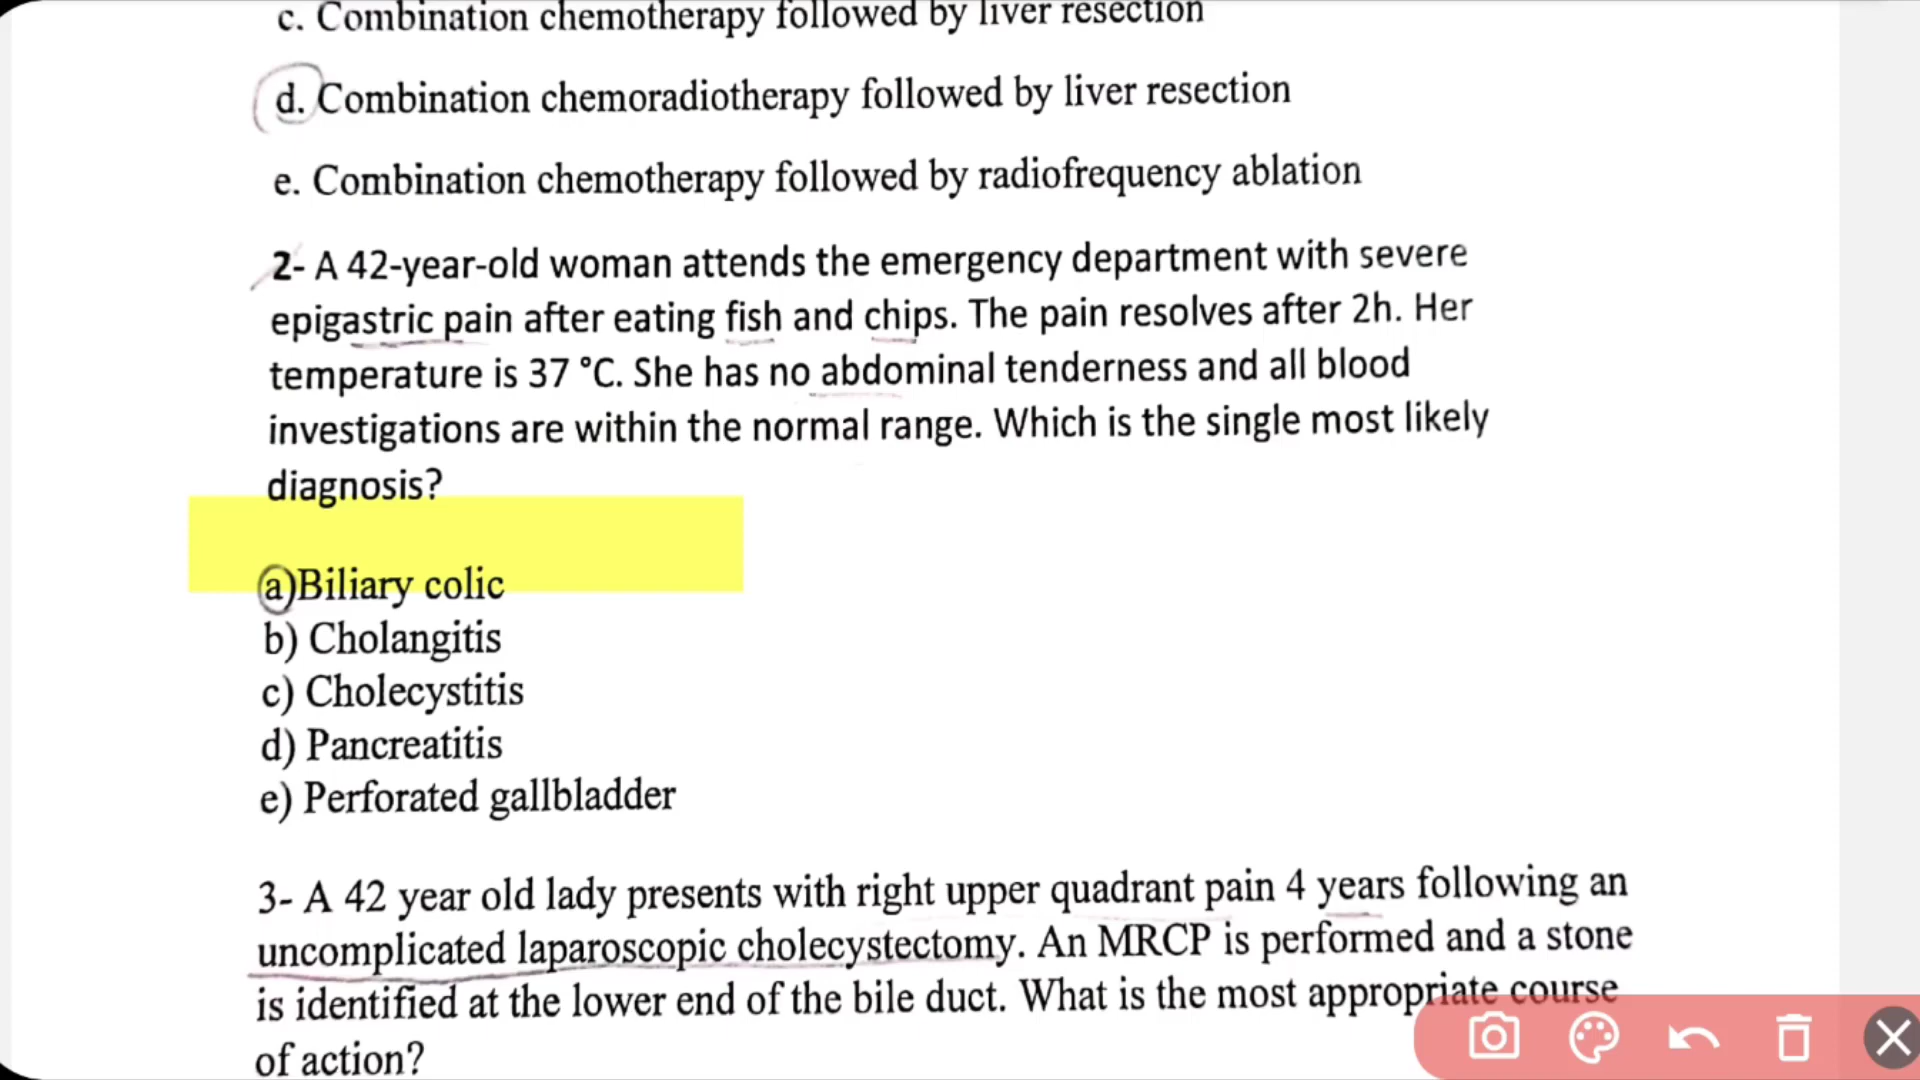 c. Combination chemotherapy followed by liver resection
d. Combination chemoradiotherapy followed by liver resection
e. Combination chemotherapy followed by radiofrequency ablation
2- A 42-year-old woman attends the emergency department with severe
epigastric pain after eating fish and chips. The pain resolves after 2h. Her
temperature is 37 °C. She has no abdominal tenderness and all blood
investigations are within the normal range. Which is the single most likely
diagnosis?
a)Biliary colic
b) Cholangitis
c) Cholecystitis
d) Pancreatitis
e) Perforated gallbladder
3- A 42 year old lady presents with right upper quadrant pain 4 years following an
uncomplicated laparoscopic cholecystectomy. An MRCP is performed and a stone
is identified at the lower end of the bile duct. What is the most appropriate course
of action?